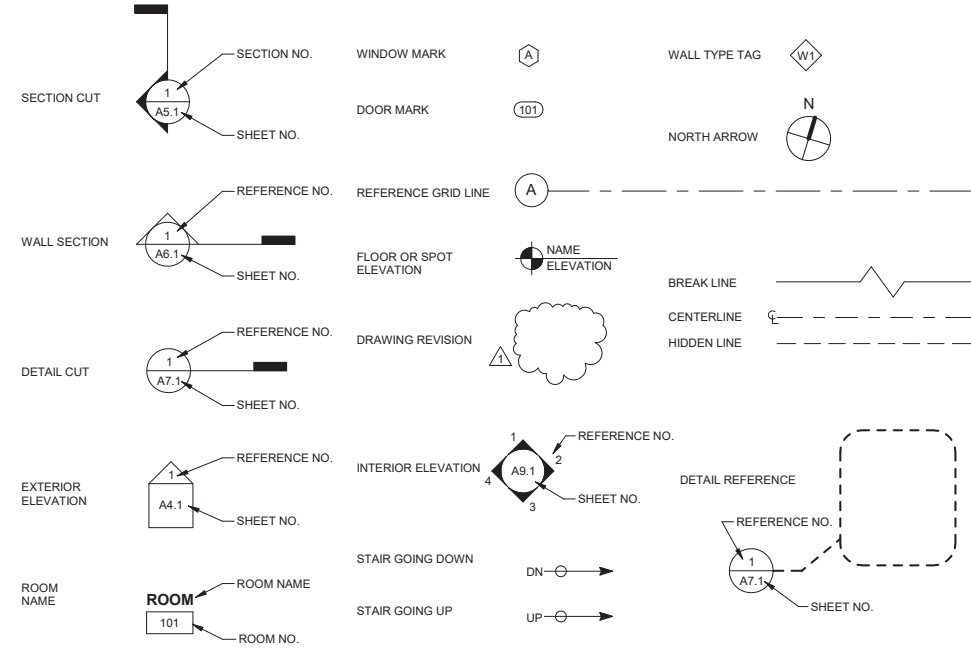 SECTION CUT
1
A5.1
SECTION NO.
SHEET NO.
WALL SECTION
1
A6.1
REFERENCE NO.
SHEET NO.
DETAIL CUT
1
A7.1
REFERENCE NO.
SHEET NO.
EXTERIOR
ELEVATION
1
A4.1
REFERENCE NO.
SHEET NO.
ROOM
NAME
ROOM
101
ROOM NAME
ROOM NO.
WINDOW MARK
A
DOOR MARK
101
REFERENCE GRID LINE
A
FLOOR OR SPOT
ELEVATION
NAME
ELEVATION
DRAWING REVISION
1
INTERIOR ELEVATION
1
2
3
4
A9.1
REFERENCE NO.
SHEET NO.
STAIR GOING DOWN
DN
STAIR GOING UP
UP
WALL TYPE TAG
W1
NORTH ARROW
N
BREAK LINE
CENTERLINE
℄
HIDDEN LINE
DETAIL REFERENCE
REFERENCE NO.
1
A7.1
SHEET NO.